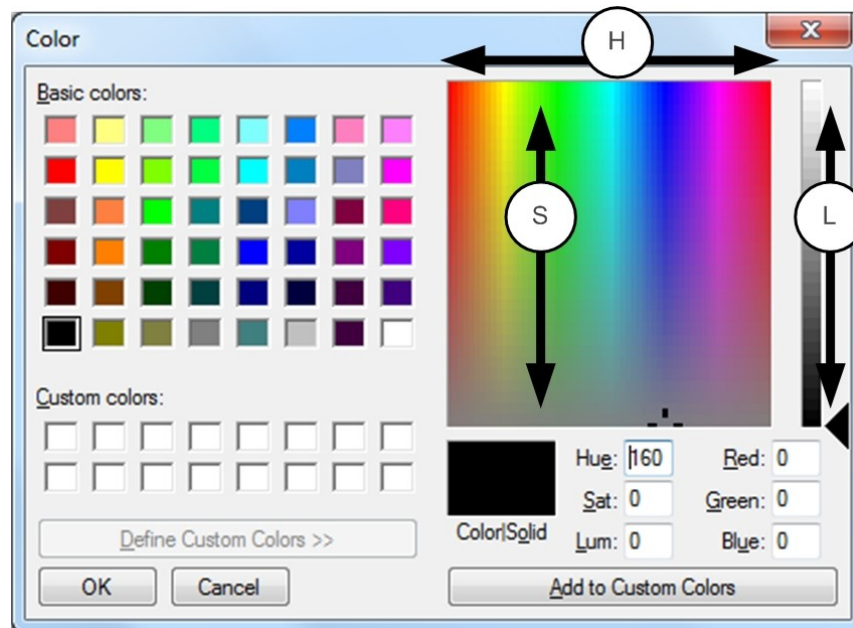 Color
H
Basic colors:
S
L
Custom colors:
Define Custom Colors >>
OK
Cancel
Color|Solid
Hue: 160
Sat: 0
Lum: 0
Red: 0
Green: 0
Blue: 0
Add to Custom Colors